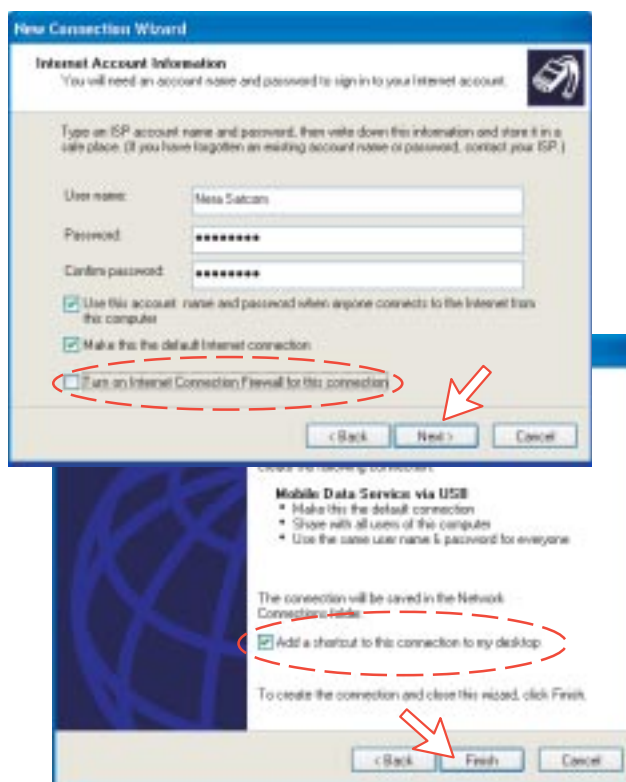 New Connection Wizard
Internet Account Information
You will need an account name and password to sign in to your Internet account.
Type an ISP account name and password, then write down this information and store it in a
safe place. (If you have forgotten an existing account name or password, contact your ISP.)
User name:
Nera Satcom
Password:
••••••••
Confirm password:
••••••••
Use this account name and password when anyone connects to the Internet from
this computer
Make this the default Internet connection
Turn on Internet Connection Firewall for this connection
< Back
Next >
Cancel
create the following connection:
Mobile Data Service via USB
• Make this the default connection
• Share with all users of this computer
• Use the same user name & password for everyone
The connection will be saved in the Network
Connections folder.
Add a shortcut to this connection to my desktop
To create the connection and close this wizard, click Finish.
< Back
Finish
Cancel